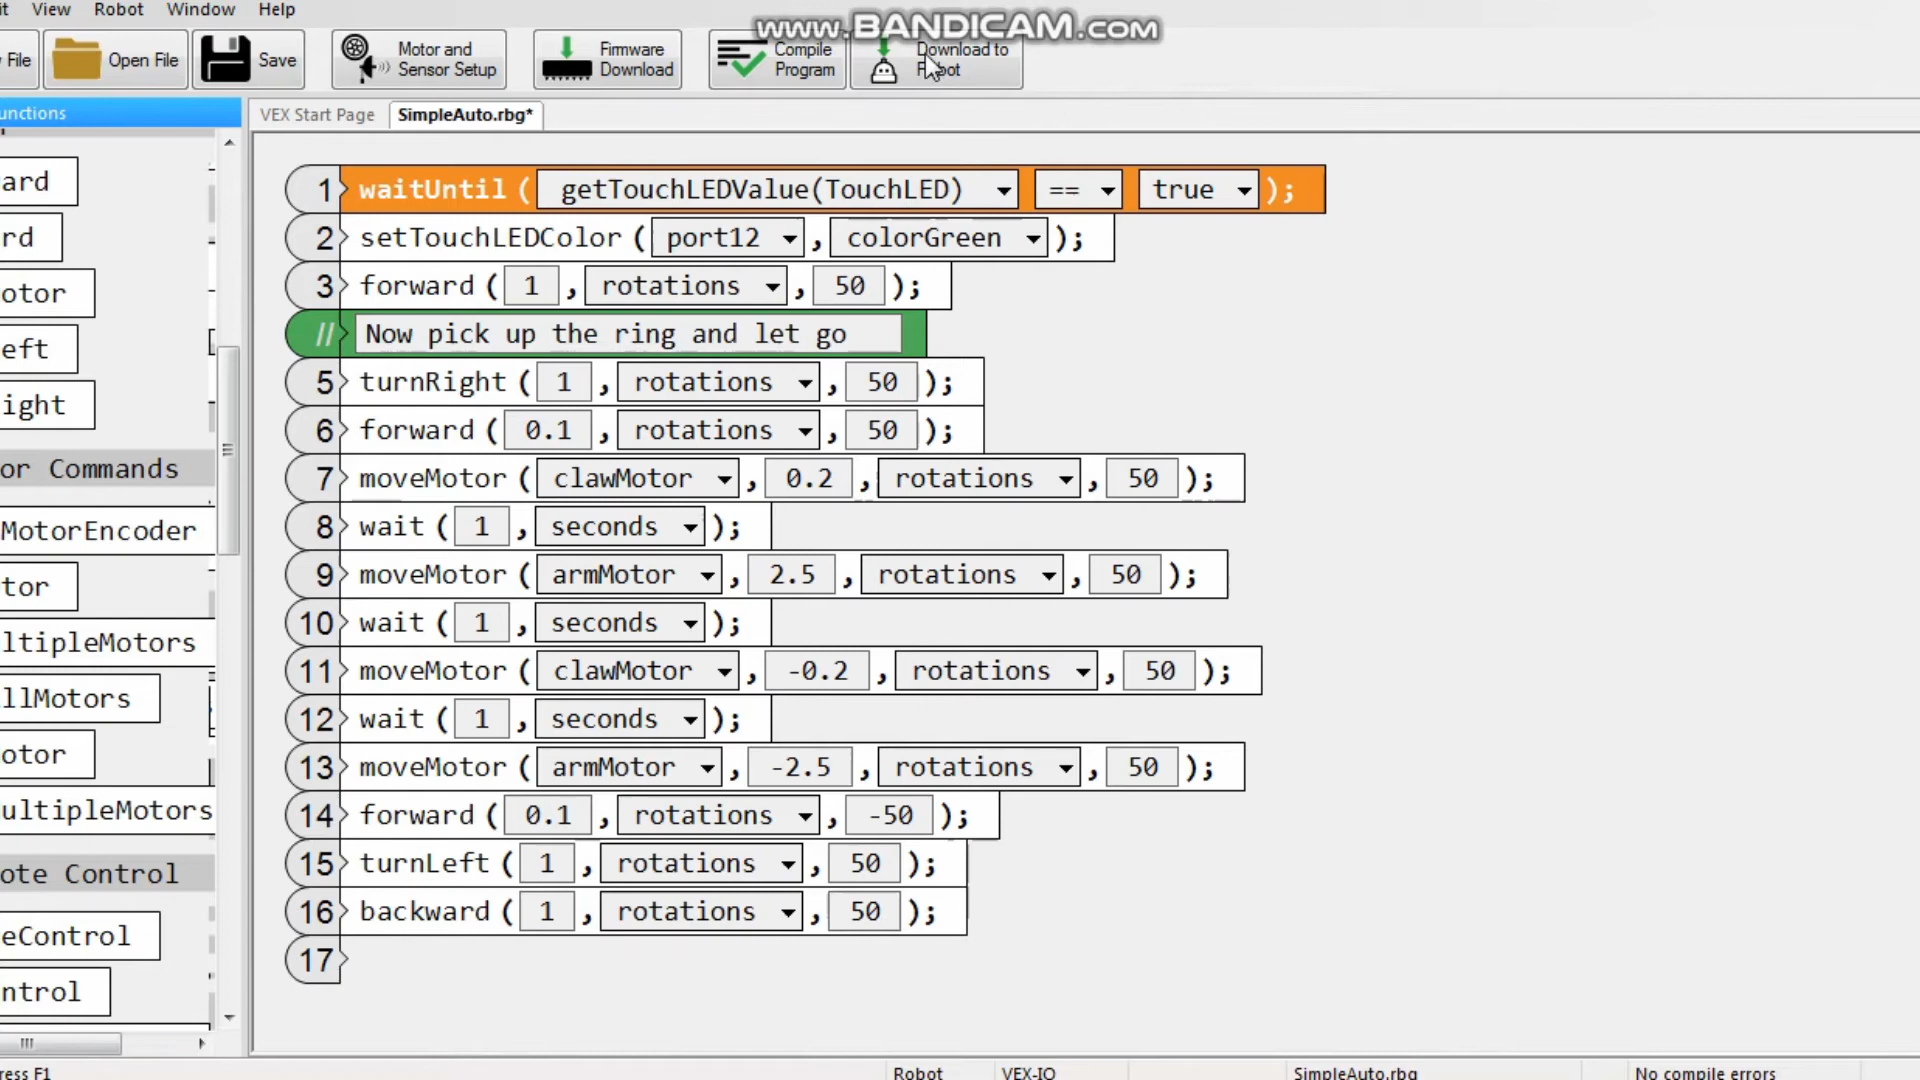 it View Robot Window Help
www.BANDICAM.com
File Open File Save Motor and Sensor Setup Firmware Download Compile Program Download to Robot
unctions VEX Start Page SimpleAuto.rbg*
ard
rd
otor
eft
ight
or Commands
MotorEncoder
tor
ltipleMotors
llMotors
otor
ultipleMotors
ote Control
eControl
ntrol
1 waitUntil ( getTouchLEDValue(TouchLED) == true );
2 setTouchLEDColor ( port12 , colorGreen );
3 forward ( 1 , rotations , 50 );
// Now pick up the ring and let go
5 turnRight ( 1 , rotations , 50 );
6 forward ( 0.1 , rotations , 50 );
7 moveMotor ( clawMotor , 0.2 , rotations , 50 );
8 wait ( 1 , seconds );
9 moveMotor ( armMotor , 2.5 , rotations , 50 );
10 wait ( 1 , seconds );
11 moveMotor ( clawMotor , -0.2 , rotations , 50 );
12 wait ( 1 , seconds );
13 moveMotor ( armMotor , -2.5 , rotations , 50 );
14 forward ( 0.1 , rotations , -50 );
15 turnLeft ( 1 , rotations , 50 );
16 backward ( 1 , rotations , 50 );
17
ress F1 Robot VEX-IQ SimpleAuto.rbg No compile errors